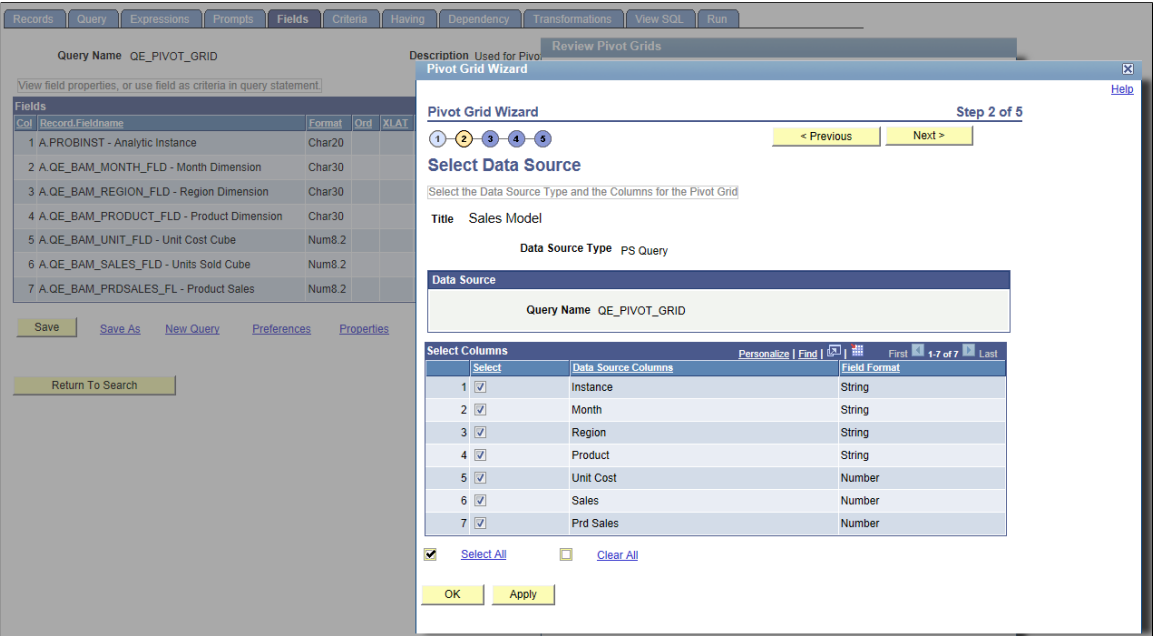 Records Query Expressions Prompts Fields Criteria Having Dependency Transformations View SQL Run
Query Name QE_PIVOT_GRID
Description Used for Pivo
Review Pivot Grids
View field properties, or use field as criteria in query statement.
Fields
Col Record.Fieldname Format Ord XLAT
1 A.PROBINST - Analytic Instance Char20
2 A.QE_BAM_MONTH_FLD - Month Dimension Char30
3 A.QE_BAM_REGION_FLD - Region Dimension Char30
4 A.QE_BAM_PRODUCT_FLD - Product Dimension Char30
5 A.QE_BAM_UNIT_FLD - Unit Cost Cube Num8.2
6 A.QE_BAM_SALES_FLD - Units Sold Cube Num8.2
7 A.QE_BAM_PRDSALES_FL - Product Sales Num8.2
Save Save As New Query Preferences Properties
Return To Search
Pivot Grid Wizard
Help
Pivot Grid Wizard Step 2 of 5
1 2 3 4 5
< Previous Next >
Select Data Source
Select the Data Source Type and the Columns for the Pivot Grid
Title Sales Model
Data Source Type PS Query
Data Source
Query Name QE_PIVOT_GRID
Select Columns Personalize | Find | | First 1-7 of 7 Last
Select Data Source Columns Field Format
1 Instance String
2 Month String
3 Region String
4 Product String
5 Unit Cost Number
6 Sales Number
7 Prd Sales Number
Select All Clear All
OK Apply